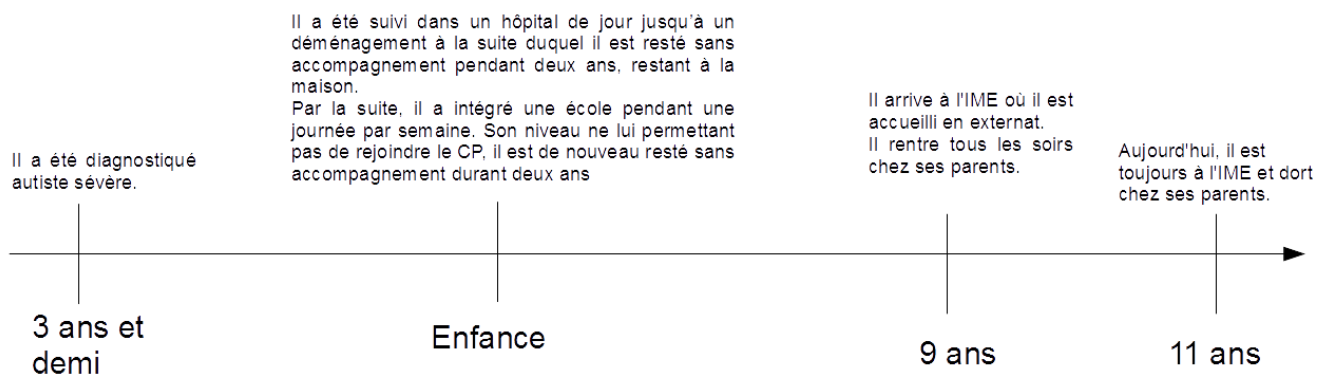 Il a été diagnostiqué
autiste sévère.
Il a été suivi dans un hôpital de jour jusqu'à un
déménagement à la suite duquel il est resté sans
accompagnement pendant deux ans, restant à la
maison.
Par la suite, il a intégré une école pendant une
journée par semaine. Son niveau ne lui permettant
pas de rejoindre le CP, il est de nouveau resté sans
accompagnement durant deux ans
Il arrive à l'IME où il est
accueilli en externat.
Il rentre tous les soirs
chez ses parents.
Aujourd'hui, il est
toujours à l'IME et dort
chez ses parents.
3 ans et
demi
Enfance
9 ans
11 ans